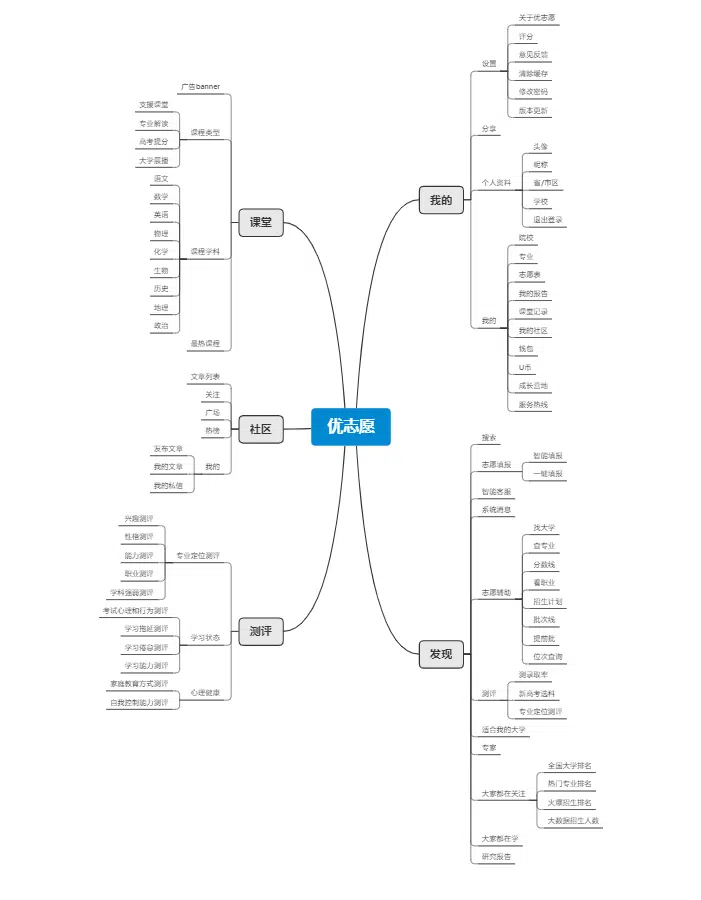 优志愿
我的
设置
关于优志愿
评分
意见反馈
清除缓存
修改密码
版本更新
分享
个人资料
头像
昵称
省/市区
学校
退出登录
我的
院校
专业
志愿表
我的报告
课堂记录
我的社区
钱包
U币
成长营地
服务热线
发现
搜索
志愿填报
智能填报
一键填报
智能客服
系统消息
志愿辅助
找大学
查专业
分数线
看职业
招生计划
批次线
提前批
位次查询
测评
测录取率
新高考选科
专业定位测评
适合我的大学
专家
大家都在关注
全国大学排名
热门专业排名
火爆招生排名
大数据招生人数
大家都在学
研究报告
课堂
广告banner
课程类型
支援课堂
专业解读
高考提分
大学展播
课程学科
语文
数学
英语
物理
化学
生物
历史
地理
政治
最热课程
社区
文章列表
关注
广场
热榜
我的
发布文章
我的文章
我的私信
测评
专业定位测评
兴趣测评
性格测评
能力测评
职业测评
学科强弱测评
学习状态
考试心理和行为测评
学习拖延测评
学习倦怠测评
学习能力测评
心理健康
家庭教育方式测评
自我控制能力测评